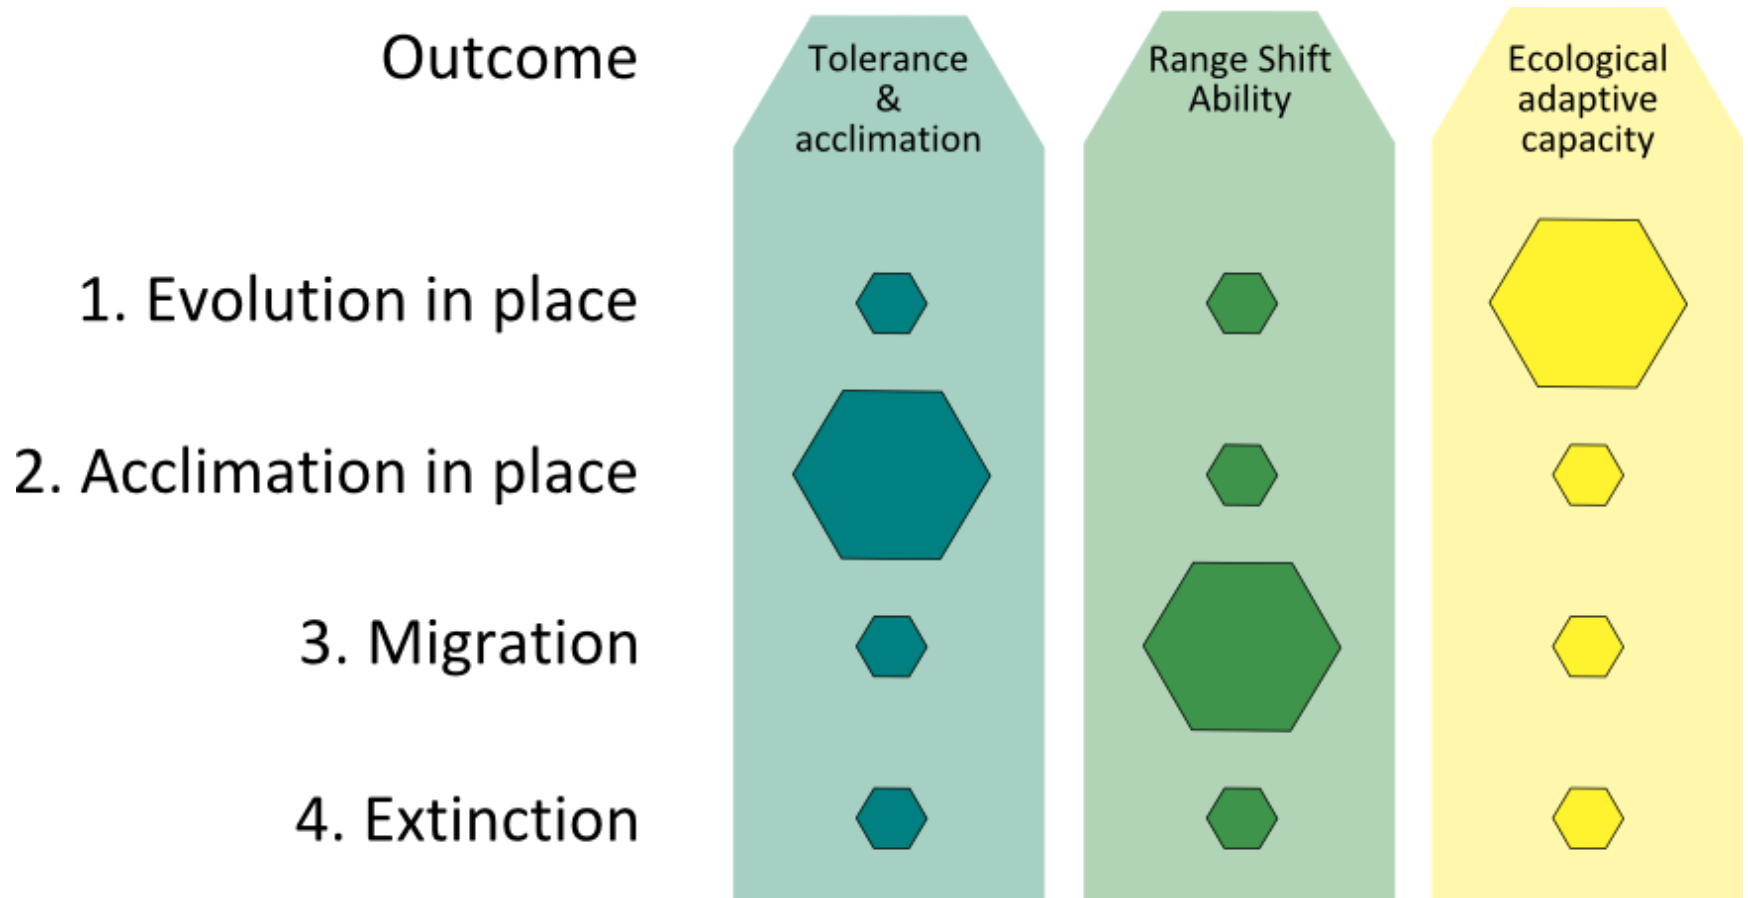 Outcome
Tolerance
&
acclimation
Range Shift
Ability
Ecological
adaptive
capacity
1. Evolution in place
2. Acclimation in place
3. Migration
4. Extinction